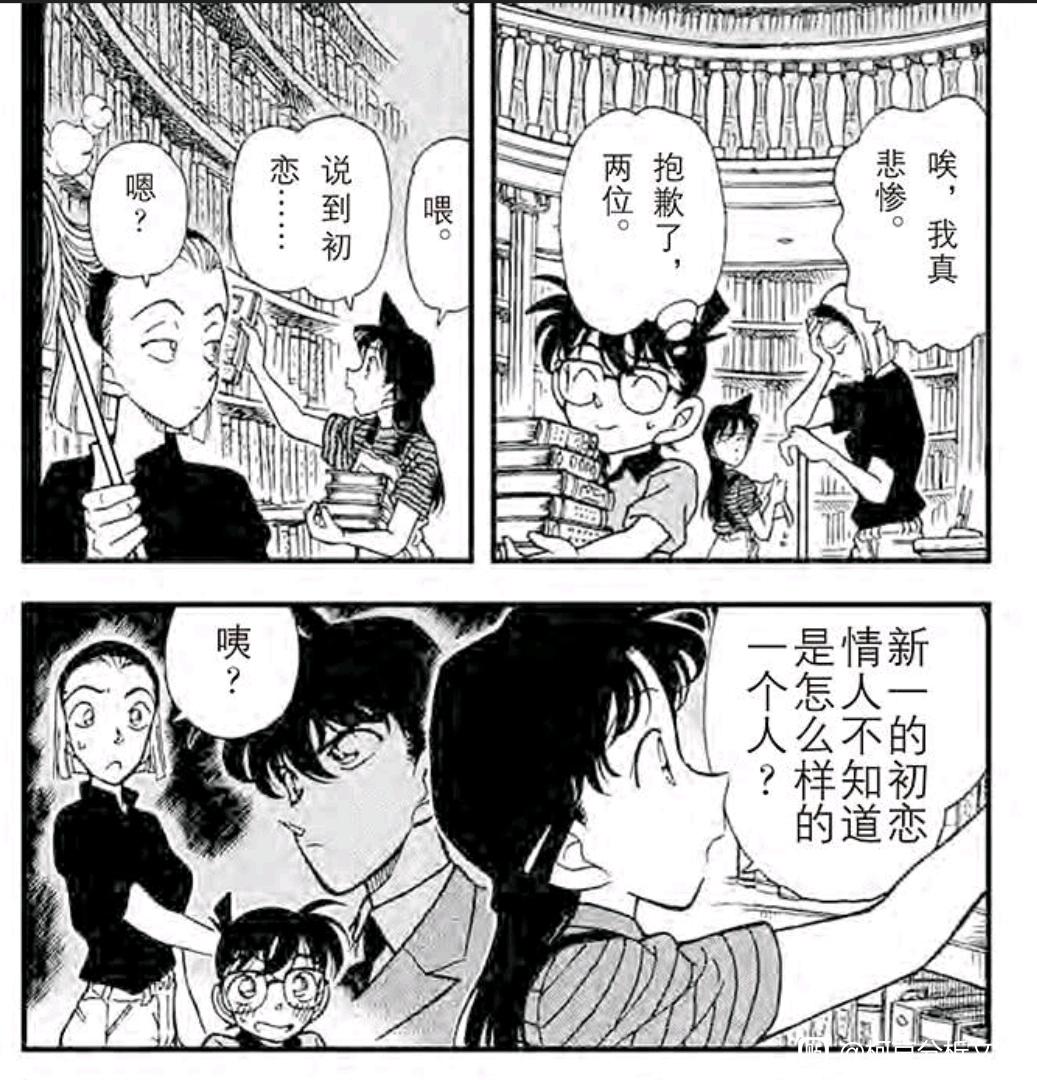 唉，我真
悲惨。
抱歉了，
两位。
喂。
说到初
恋……
嗯？
新一的初恋
情人不知道
是怎么样的
一个人？
咦？